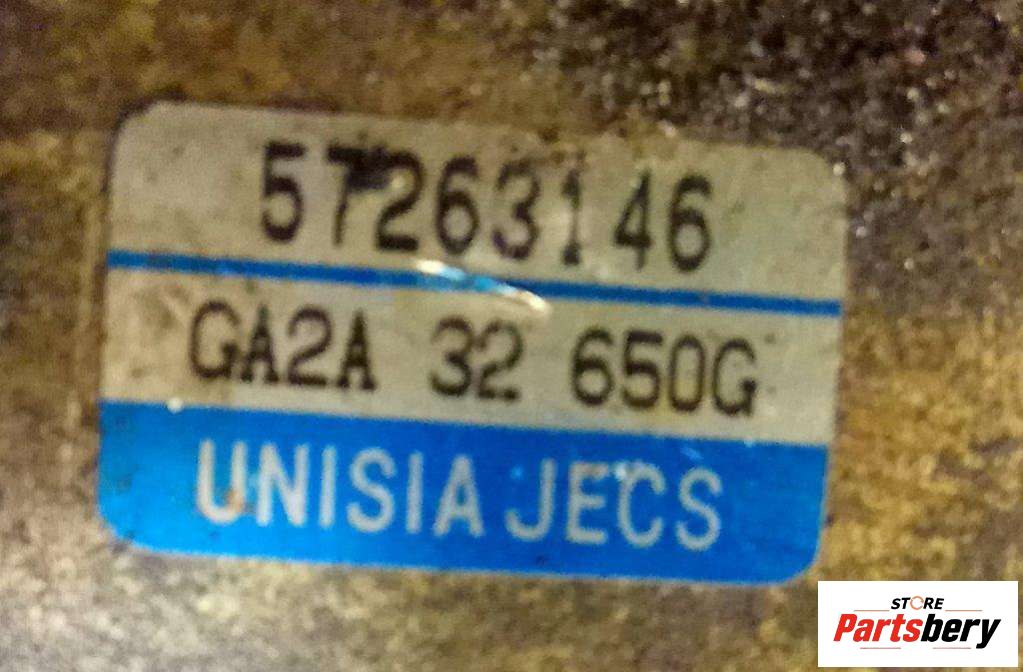 57263146
GA2A 32 650G
UNISIA JECS
STORE
Partsbery